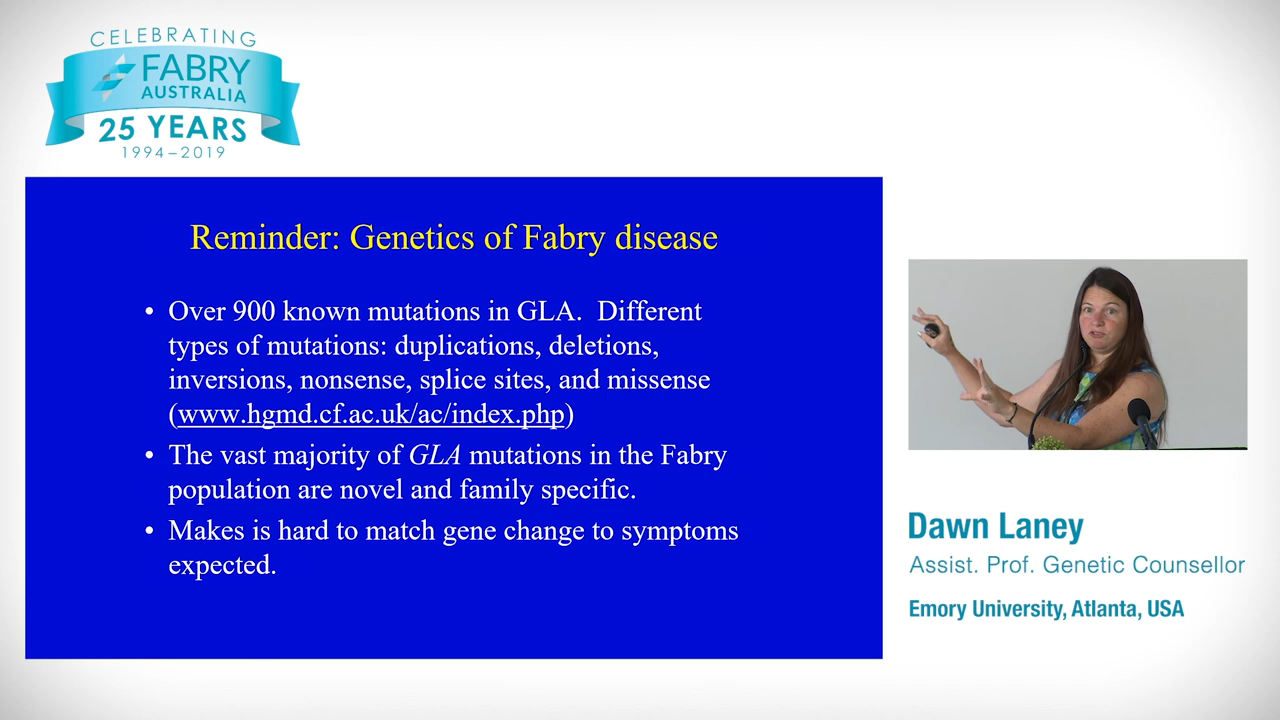 CELEBRATING
FABRY
AUSTRALIA
25 YEARS
1994–2019
Reminder: Genetics of Fabry disease
• Over 900 known mutations in GLA.  Different
types of mutations: duplications, deletions,
inversions, nonsense, splice sites, and missense
(www.hgmd.cf.ac.uk/ac/index.php)
• The vast majority of GLA mutations in the Fabry
population are novel and family specific.
• Makes is hard to match gene change to symptoms
expected.
Dawn Laney
Assist. Prof. Genetic Counsellor
Emory University, Atlanta, USA